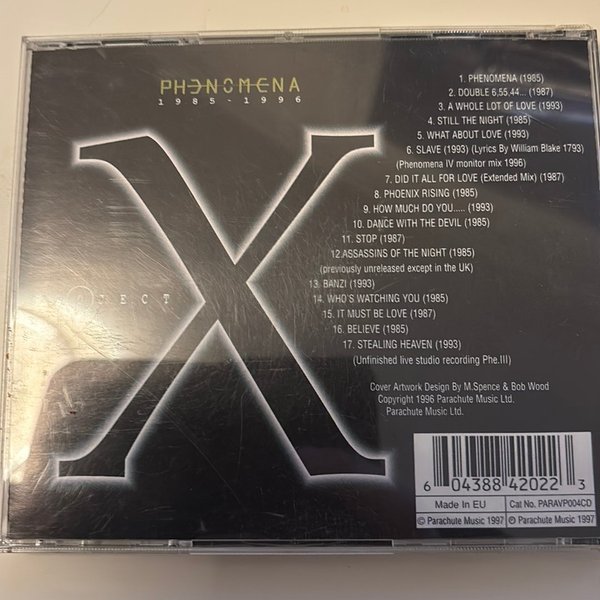 PHENOMENA
1985-1996
1. PHENOMENA (1985)
2. DOUBLE 6,55,44... (1987)
3. A WHOLE LOT OF LOVE (1993)
4. STILL THE NIGHT (1985)
5. WHAT ABOUT LOVE (1993)
6. SLAVE (1993) (Lyrics By William Blake 1793)
(Phenomena IV monitor mix 1996)
7. DID IT ALL FOR LOVE (Extended Mix) (1987)
8. PHOENIX RISING (1985)
9. HOW MUCH DO YOU..... (1993)
10. DANCE WITH THE DEVIL (1985)
11. STOP (1987)
12.ASSASSINS OF THE NIGHT (1985)
(previously unreleased except in the UK)
13. BANZI (1993)
14. WHO'S WATCHING YOU (1985)
15. IT MUST BE LOVE (1987)
16. BELIEVE (1985)
17. STEALING HEAVEN (1993)
(Unfinished live studio recording Phe.III)
X
Cover Artwork Design By M.Spence & Bob Wood
Copyright 1996 Parachute Music Ltd.
Parachute Music Ltd.
6 04388 42022 3
Made In EU
Cat No. PARAVP004CD
© Parachute Music 1997
℗ Parachute Music 1997